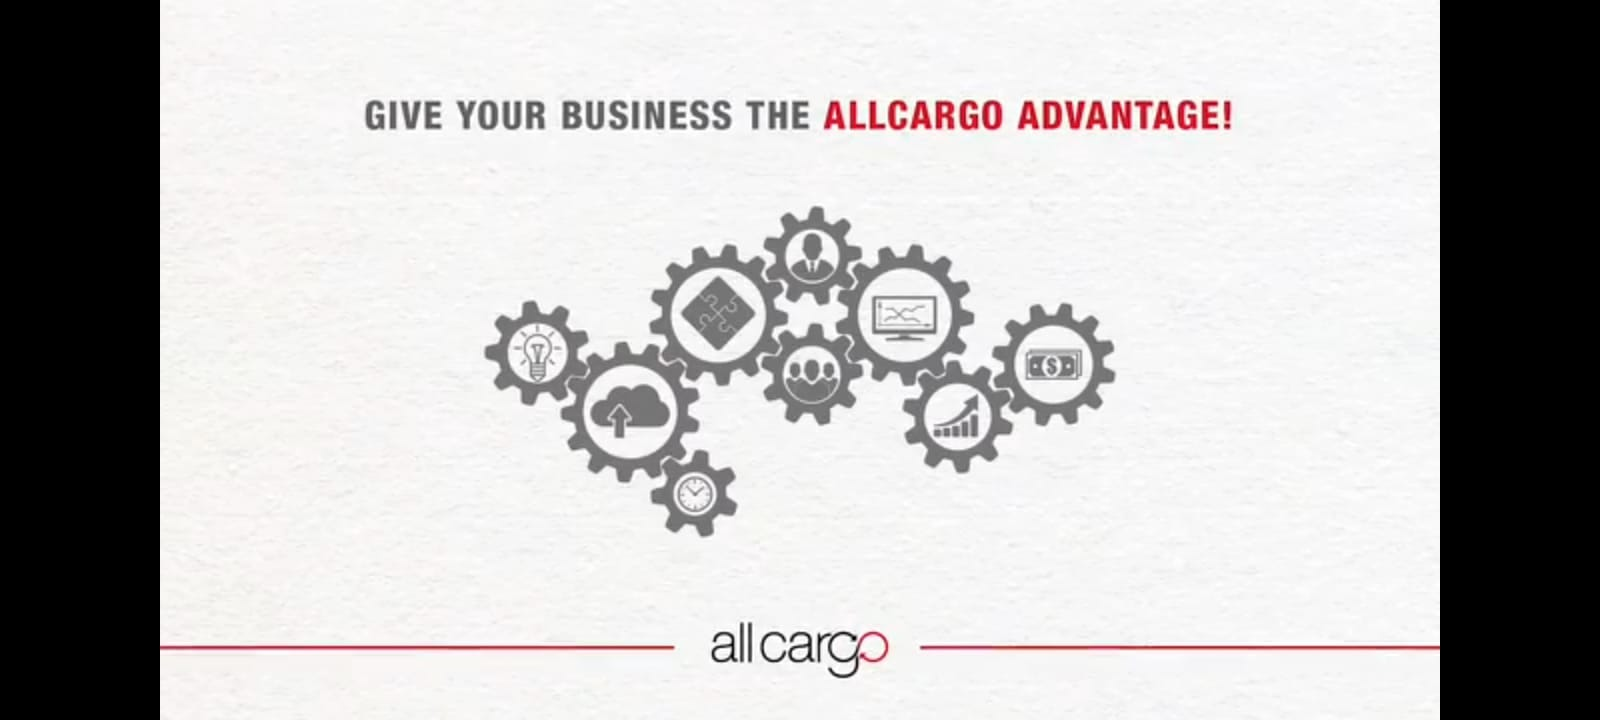 GIVE YOUR BUSINESS THE ALLCARGO ADVANTAGE!
$
allcargo